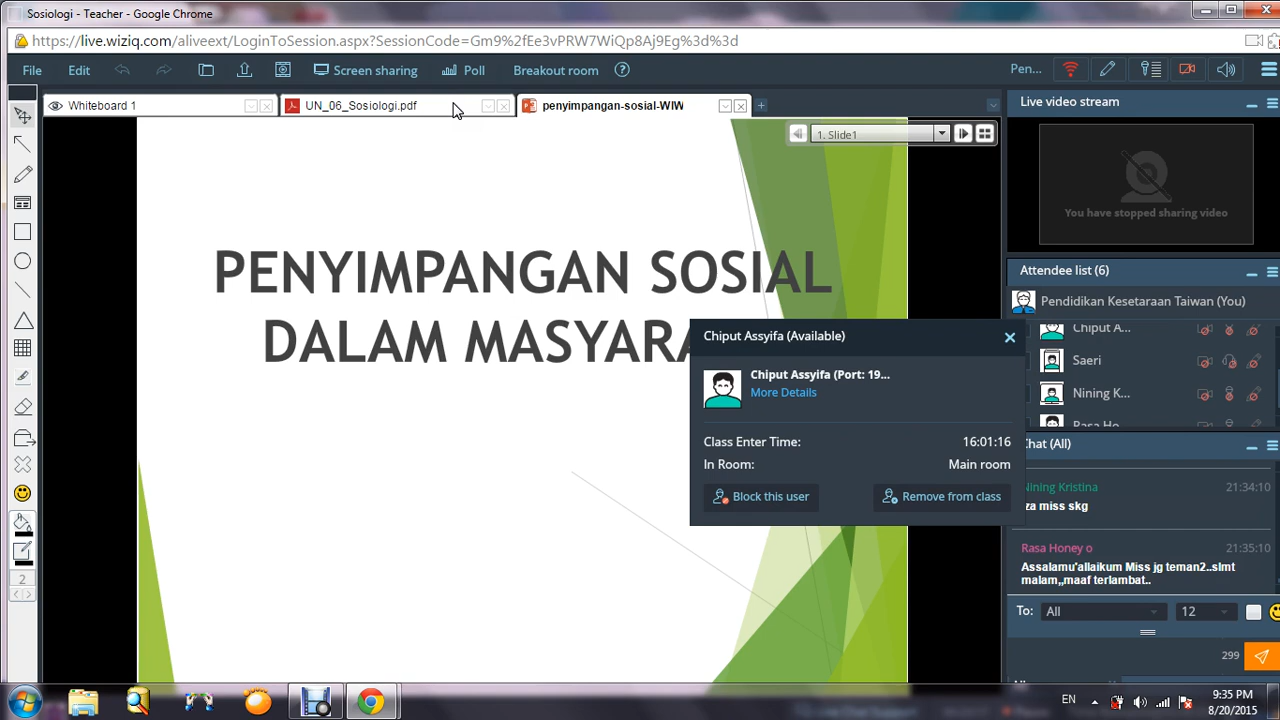 Sosiologi - Teacher - Google Chrome
https://live.wiziq.com/aliveext/LoginToSession.aspx?SessionCode=Gm9%2fEe3vPRW7WiQp8Aj9Eg%3d%3d
File Edit Screen sharing Poll Breakout room Pen...
Whiteboard 1 UN_06_Sosiologi.pdf penyimpangan-sosial-WIW
Live video stream
1. Slide1
You have stopped sharing video
PENYIMPANGAN SOSIAL
DALAM MASYARA
Attendee list (6)
Pendidikan Kesetaraan Taiwan (You)
Chiput A...
Saeri
Nining K...
Rasa Ho
Chiput Assyifa (Available)
Chiput Assyifa (Port: 19...
More Details
Class Enter Time: 16:01:16
In Room: Main room
Block this user Remove from class
Chat (All)
Nining Kristina 21:34:10
za miss skg
Rasa Honey o 21:35:10
Assalamu'allaikum Miss jg teman2..slmt
malam,,maaf terlambat..
To: All 12
299
2
EN
9:35 PM
8/20/2015